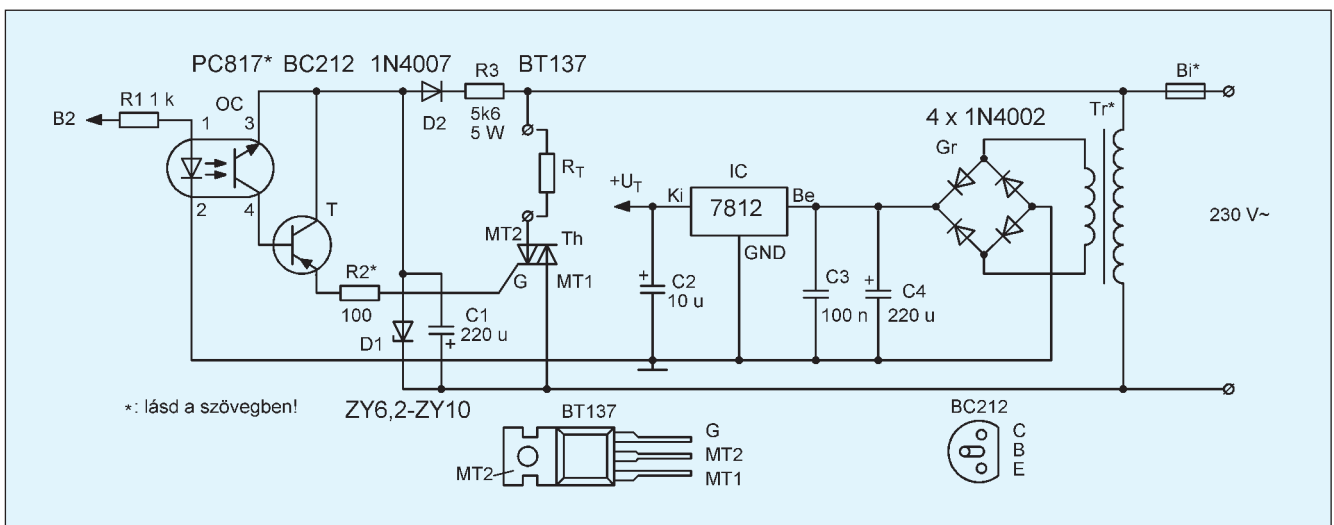 PC817* BC212 1N4007 R3 BT137 Bi*
R1 1 k OC
B2 1 3 5k6
5 W D2 4 x 1N4002 Tr*
Gr
RT
+UT Ki IC Be
7812
230 V~
2 4 T
MT2 Th GND
R2* G MT1
100
C1
220 u
C2
10 u
C3
100 n
C4
220 u
D1
+ + + 
*: lásd a szövegben!
ZY6,2-ZY10
BT137
G
MT2
MT1
MT2
BC212
C
B
E